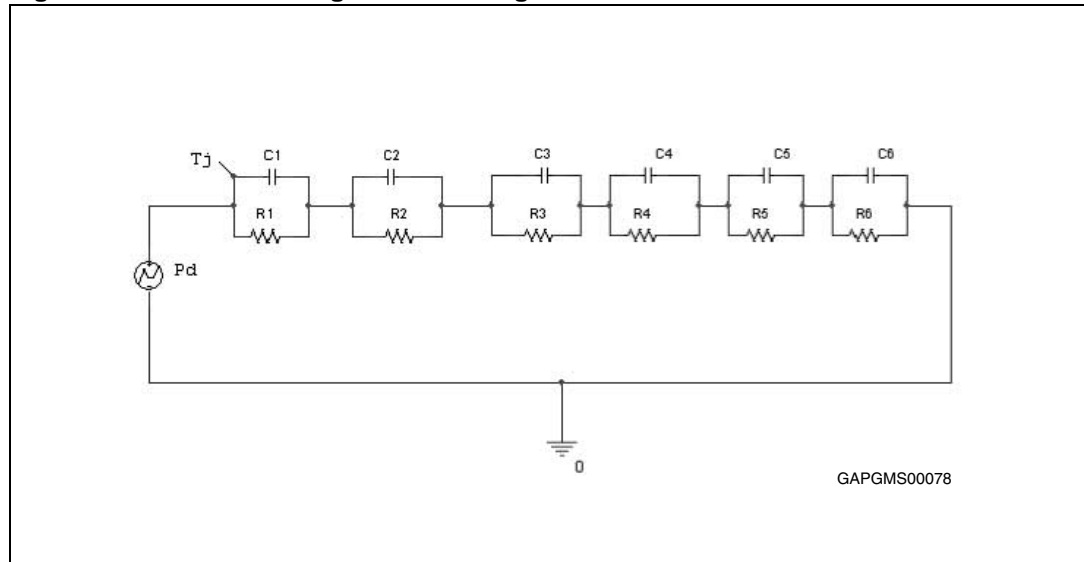 Tj
C1 C2 C3 C4 C5 C6
R1 R2 R3 R4 R5 R6
Pd
0
GAPGMS00078